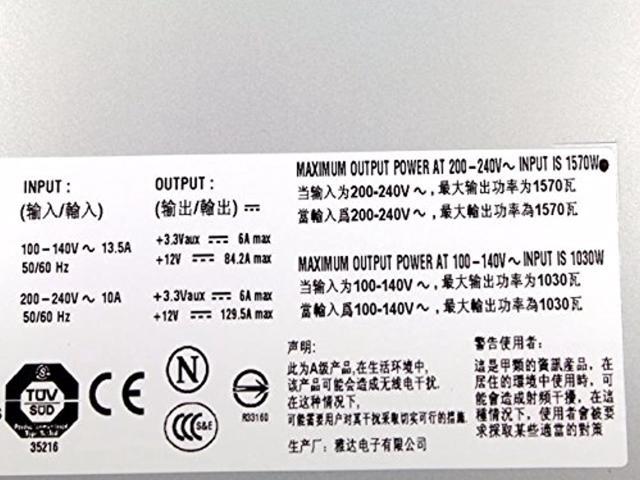 INPUT :
(输入/輸入)
100-140V ~ 13.5A
50/60 Hz
200-240V ~ 10A
50/60 Hz
OUTPUT :
(输出/輸出) ⎓
+3.3Vaux ⎓ 6A max
+12V ⎓ 84.2A max
+3.3Vaux ⎓ 6A max
+12V ⎓ 129.5A max
MAXIMUM OUTPUT POWER AT 200-240V~ INPUT IS 1570W
当输入为200-240V~, 最大输出功率为1570瓦
當輸入爲200-240V~, 最大輸出功率為1570瓦
MAXIMUM OUTPUT POWER AT 100-140V~ INPUT IS 1030W
当输入为100-140V~, 最大输出功率为1030瓦
當輸入爲100-140V~, 最大輸出功率為1030瓦
TÜV
SUD
35216
CE
N
CCC S&E
R33160
声明:
此为A级产品,在生活环境中,
该产品可能会造成无线电干扰.
在这种情况下,
可能需要用户对其干扰采取切实可行的措施.
生产厂: 雅达电子有限公司
警告使用者:
這是甲類的資訊產品, 在
居住的環境中使用時, 可
能會造成射頻干擾, 在這
種情況下, 使用者會被要
求採取某些適當的對策